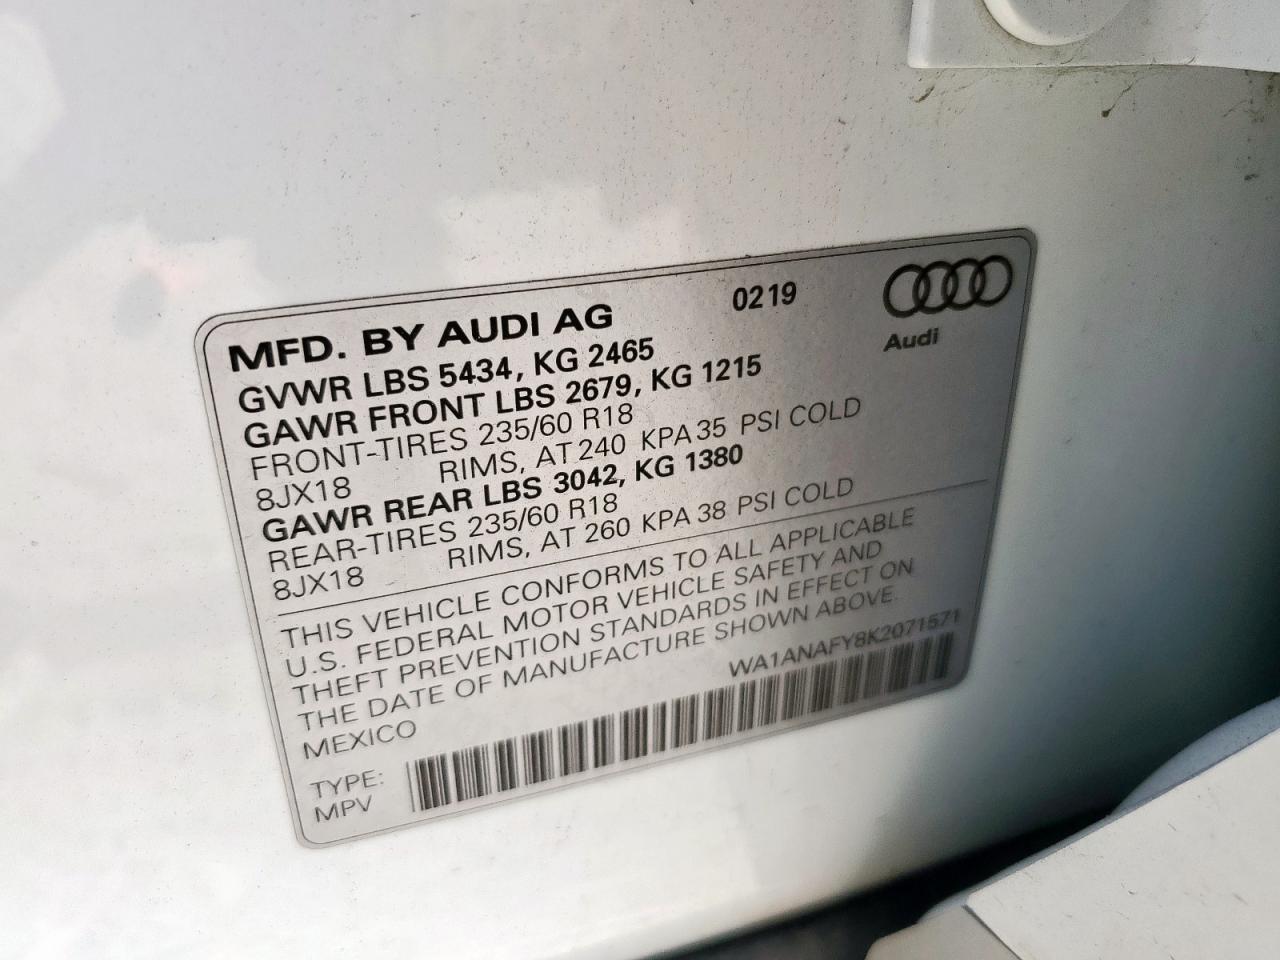 MFD. BY AUDI AG 0219
Audi
GVWR LBS 5434, KG 2465
GAWR FRONT LBS 2679, KG 1215
FRONT-TIRES 235/60 R18
8JX18 RIMS, AT 240 KPA 35 PSI COLD
GAWR REAR LBS 3042, KG 1380
REAR-TIRES 235/60 R18
8JX18 RIMS, AT 260 KPA 38 PSI COLD
THIS VEHICLE CONFORMS TO ALL APPLICABLE
U.S. FEDERAL MOTOR VEHICLE SAFETY AND
THEFT PREVENTION STANDARDS IN EFFECT ON
THE DATE OF MANUFACTURE SHOWN ABOVE.
MEXICO WA1ANAFY8K2071571
TYPE:
MPV